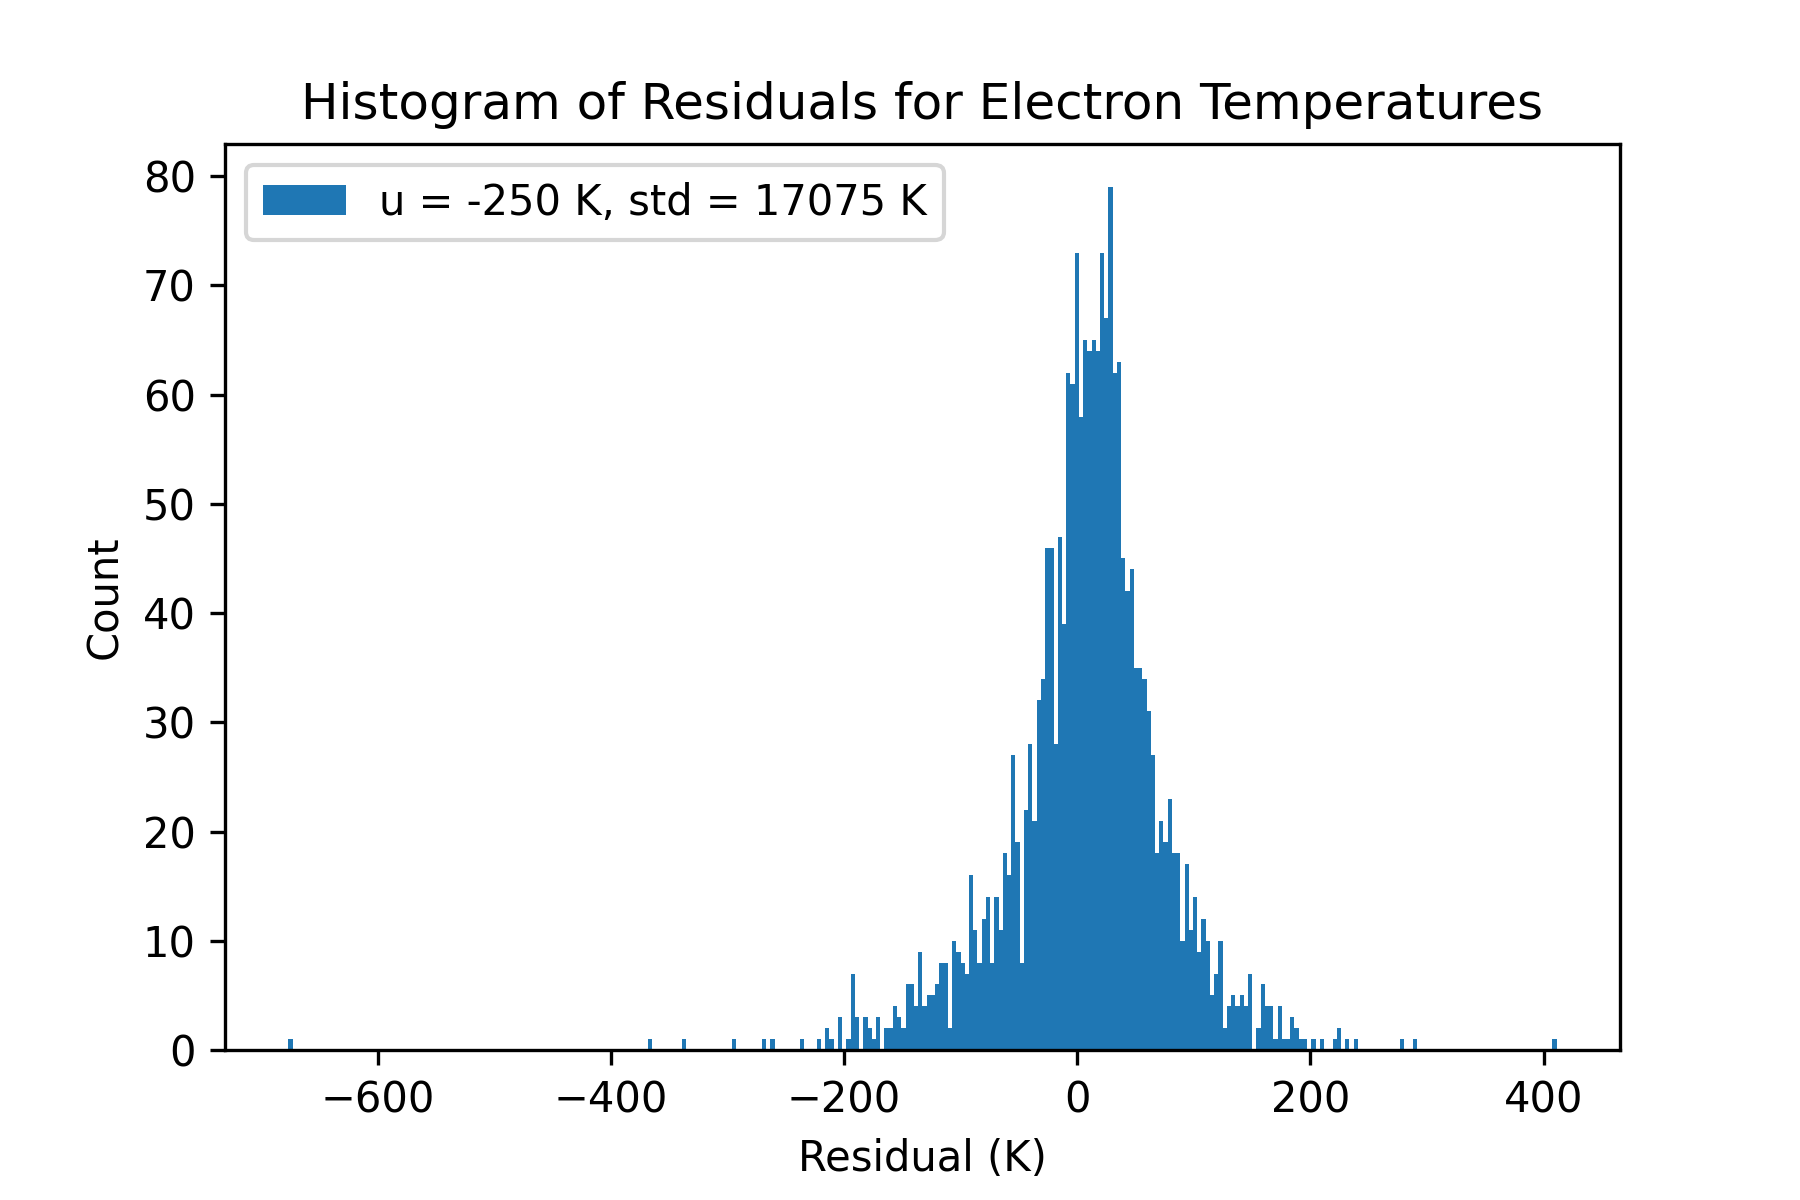 Histogram of Residuals for Electron Temperatures
u = -250 K, std = 17075 K
80
70
60
50
40
30
20
10
0
Count
−600 −400 −200 0 200 400
Residual (K)